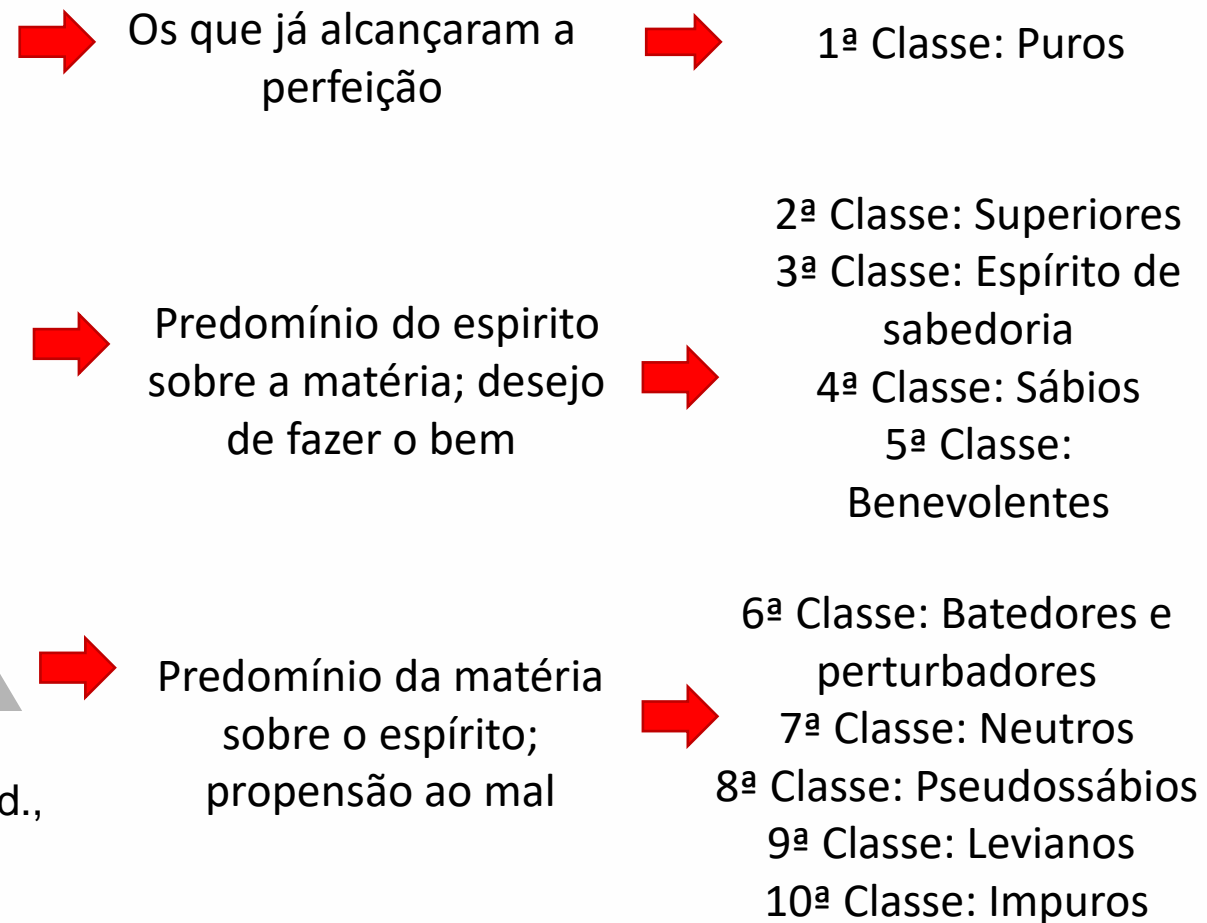 Os que já alcançaram a
perfeição
1ª Classe: Puros
Predomínio do espirito
sobre a matéria; desejo
de fazer o bem
2ª Classe: Superiores
3ª Classe: Espírito de
sabedoria
4ª Classe: Sábios
5ª Classe:
Benevolentes
Predomínio da matéria
sobre o espírito;
propensão ao mal
6ª Classe: Batedores e
perturbadores
7ª Classe: Neutros
8ª Classe: Pseudossábios
9ª Classe: Levianos
10ª Classe: Impuros
d.,